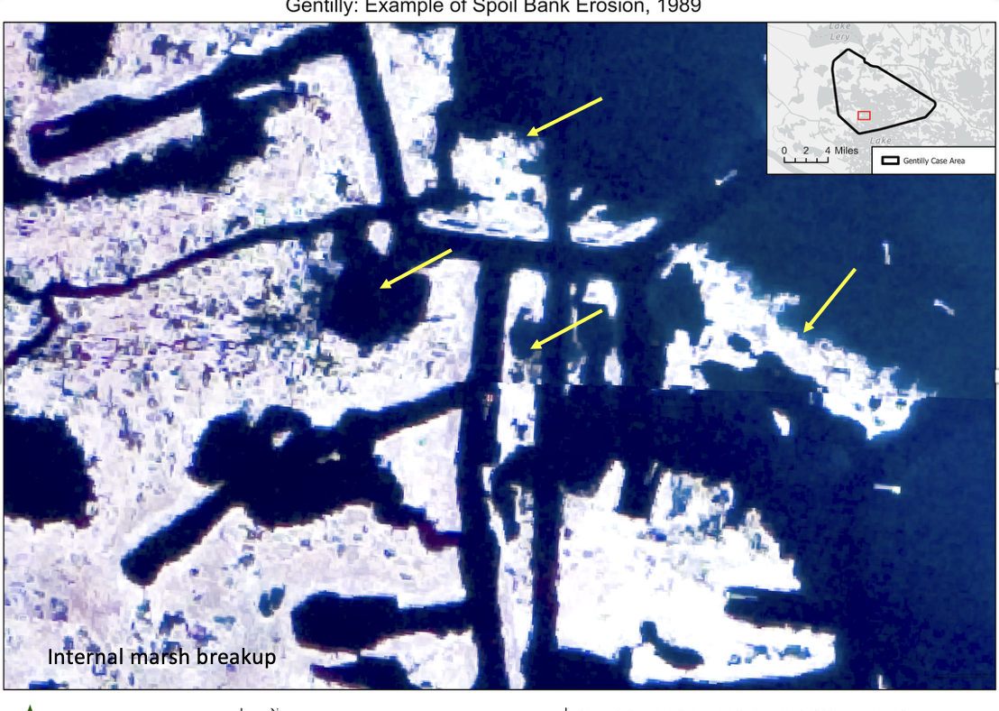 Gentilly: Example of Spoil Bank Erosion, 1989
Lake
Lery
Lake
0 2 4 Miles
Gentilly Case Area
Internal marsh breakup